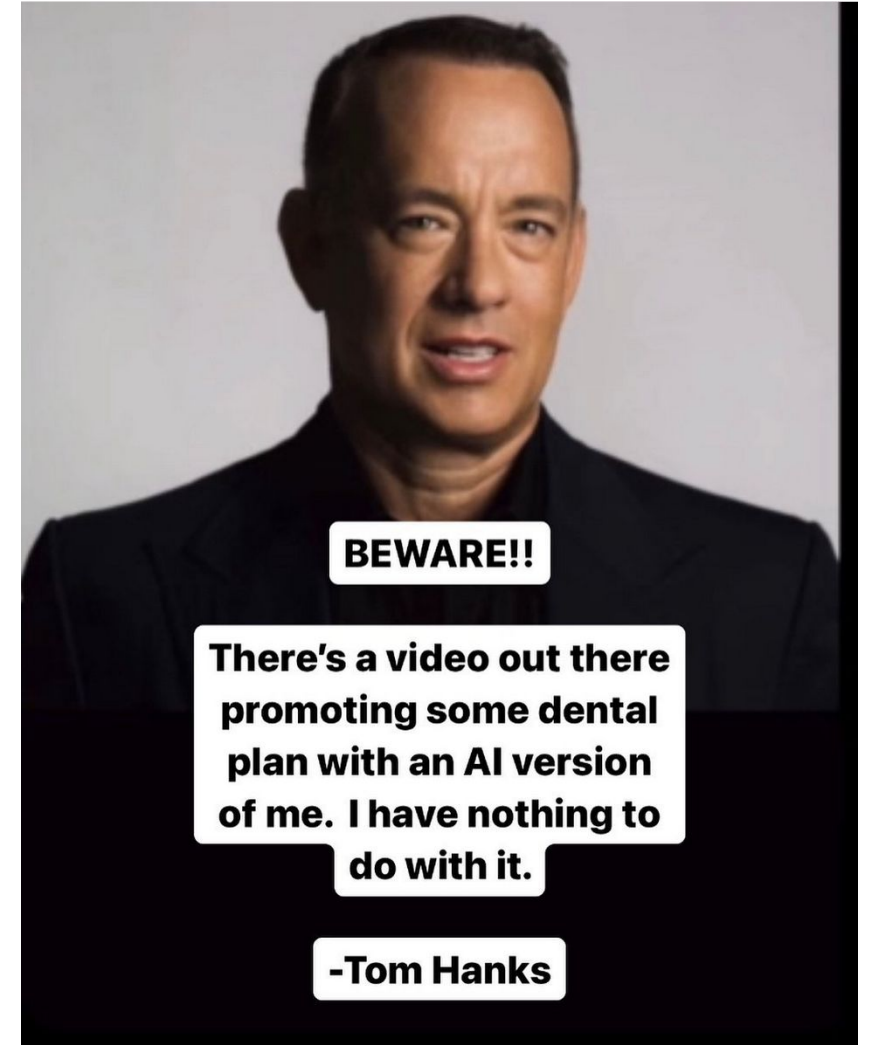 BEWARE!!
There's a video out there
promoting some dental
plan with an AI version
of me. I have nothing to
do with it.
-Tom Hanks